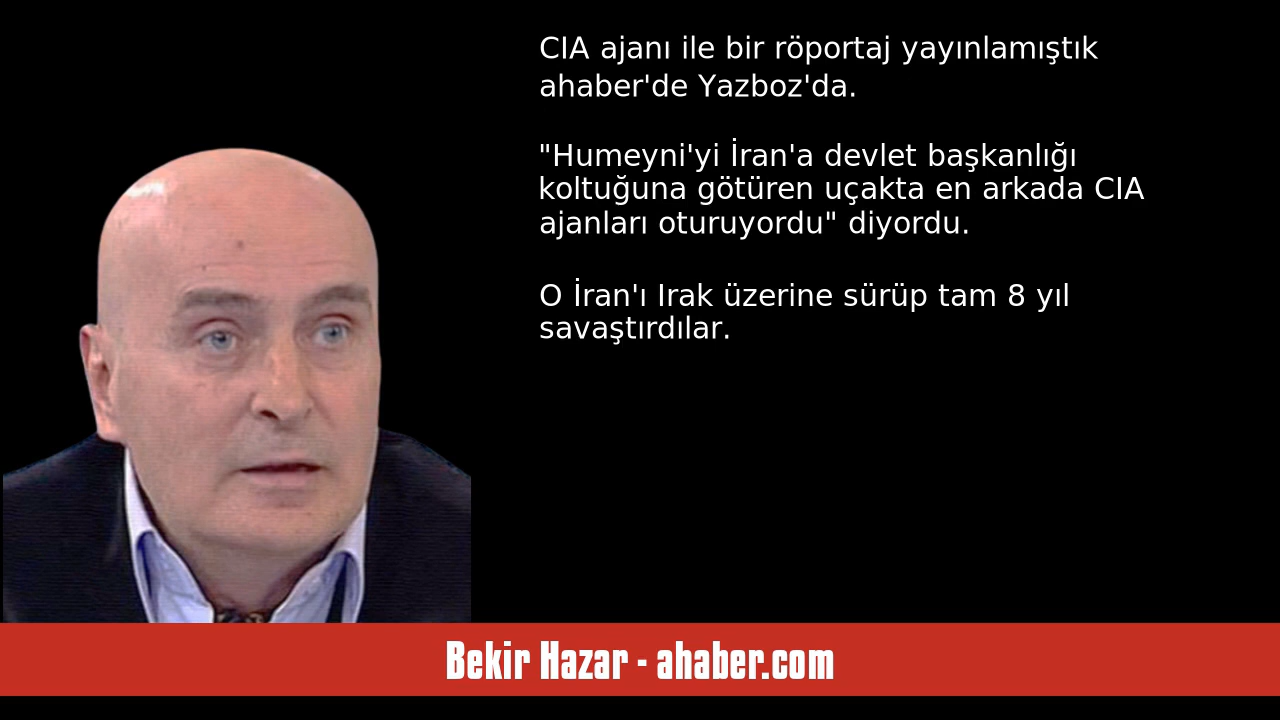 CIA ajanı ile bir röportaj yayınlamıştık
ahaber'de Yazboz'da.
"Humeyni'yi İran'a devlet başkanlığı
koltuğuna götüren uçakta en arkada CIA
ajanları oturuyordu" diyordu.
O İran'ı Irak üzerine sürüp tam 8 yıl
savaştırdılar.
Bekir Hazar - ahaber.com